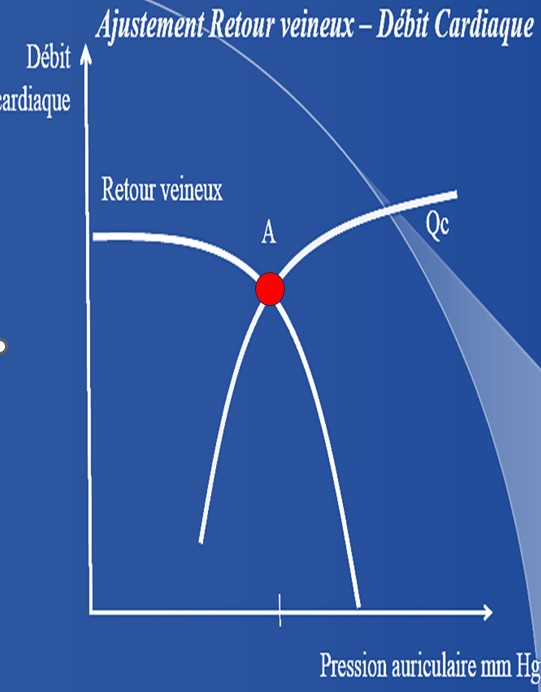 Ajustement Retour veineux – Débit Cardiaque
Débit
cardiaque
Retour veineux
A
Qc
Pression auriculaire mm Hg